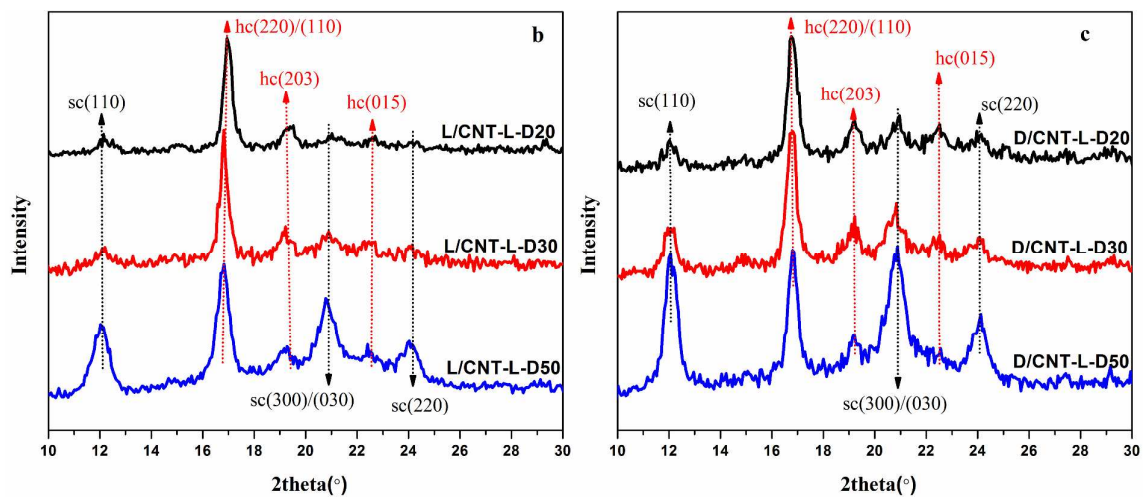 b
hc(220)/(110)
hc(203)
hc(015)
sc(110)
L/CNT-L-D20
L/CNT-L-D30
L/CNT-L-D50
sc(300)/(030)
sc(220)
Intensity
10 12 14 16 18 20 22 24 26 28 30
2theta(°)
c
hc(220)/(110)
hc(015)
hc(203)
sc(110)
sc(220)
D/CNT-L-D20
D/CNT-L-D30
D/CNT-L-D50
sc(300)/(030)
Intensity
10 12 14 16 18 20 22 24 26 28 30
2theta(°)